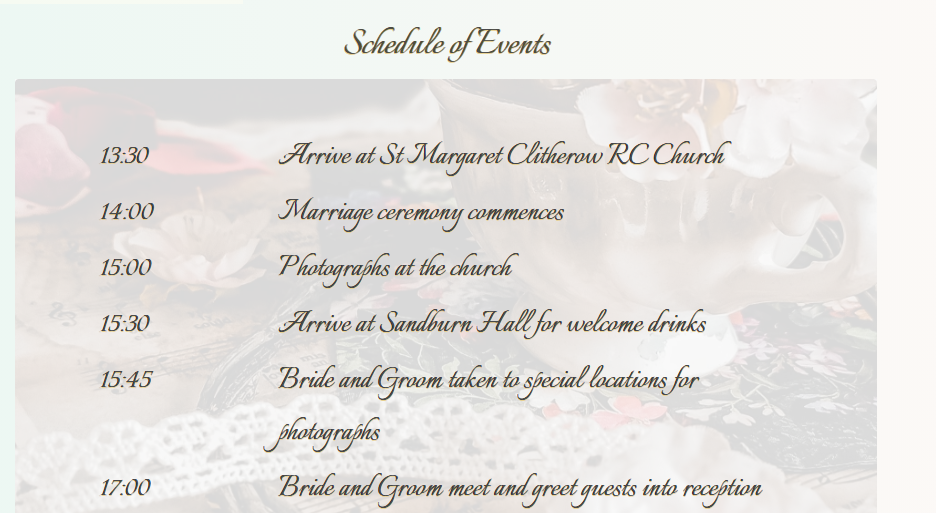 Schedule of Events
13:30 Arrive at St Margaret Clitherow RC Church
14:00 Marriage ceremony commences
15:00 Photographs at the church
15:30 Arrive at Sandburn Hall for welcome drinks
15:45 Bride and Groom taken to special locations for
photographs
17:00 Bride and Groom meet and greet guests into reception